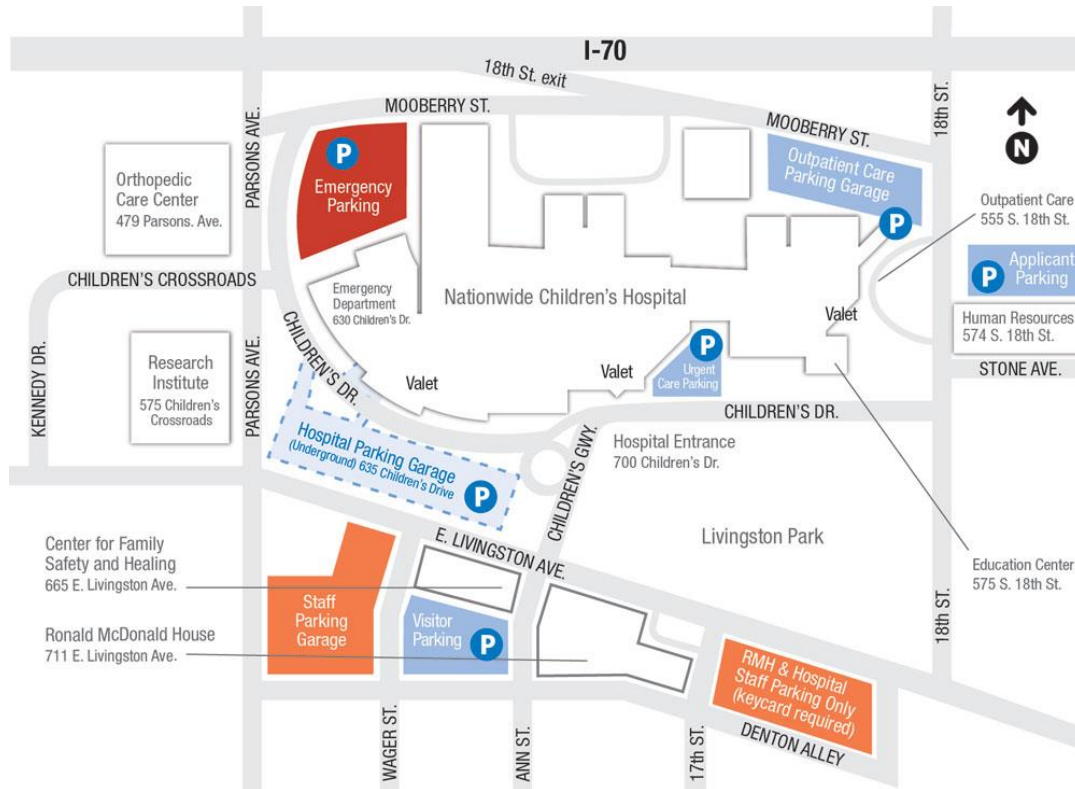 I-70
18th St. exit
MOOBERRY ST.
MOOBERRY ST.
18th ST.
PARSONS AVE.
N
P
Emergency
Parking
Outpatient Care
Parking Garage
P
Orthopedic
Care Center
479 Parsons. Ave.
Outpatient Care
555 S. 18th St.
P
Applicant
Parking
CHILDREN'S CROSSROADS
Emergency
Department
630 Children's Dr.
Nationwide Children's Hospital
Valet
Human Resources
574 S. 18th St.
STONE AVE.
KENNEDY DR.
Research
Institute
575 Children's
Crossroads
PARSONS AVE.
CHILDREN'S DR.
Valet
Valet
P
Urgent
Care Parking
CHILDREN'S DR.
Hospital Parking Garage
(Underground) 635 Children's Drive
P
CHILDREN'S GWY.
Hospital Entrance
700 Children's Dr.
Livingston Park
E. LIVINGSTON AVE.
Center for Family
Safety and Healing
665 E. Livingston Ave.
Education Center
575 S. 18th St.
18th ST.
Ronald McDonald House
711 E. Livingston Ave.
Staff
Parking
Garage
Visitor
Parking
P
RMH & Hospital
Staff Parking Only
(keycard required)
WAGER ST.
ANN ST.
17th ST.
DENTON ALLEY